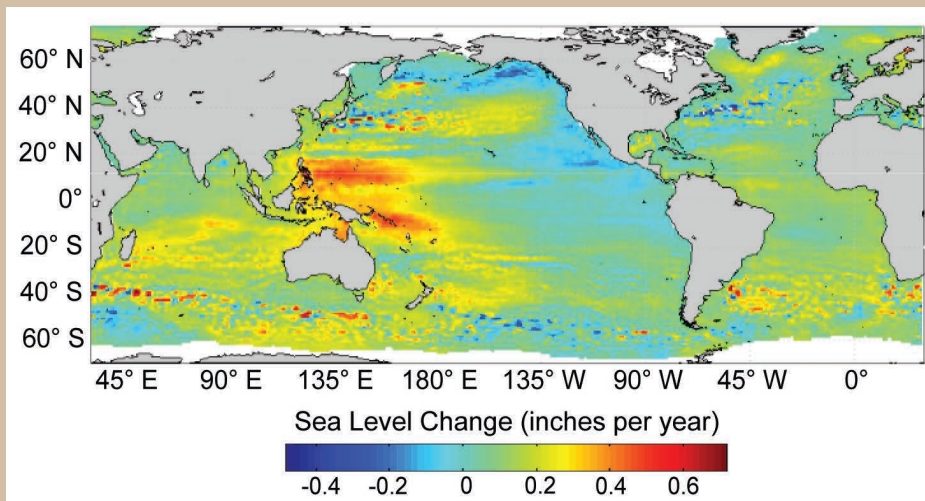 60° N
40° N
20° N
0°
20° S
40° S
60° S
45° E 90° E 135° E 180° E 135° W 90° W 45° W 0°
Sea Level Change (inches per year)
-0.4 -0.2 0 0.2 0.4 0.6